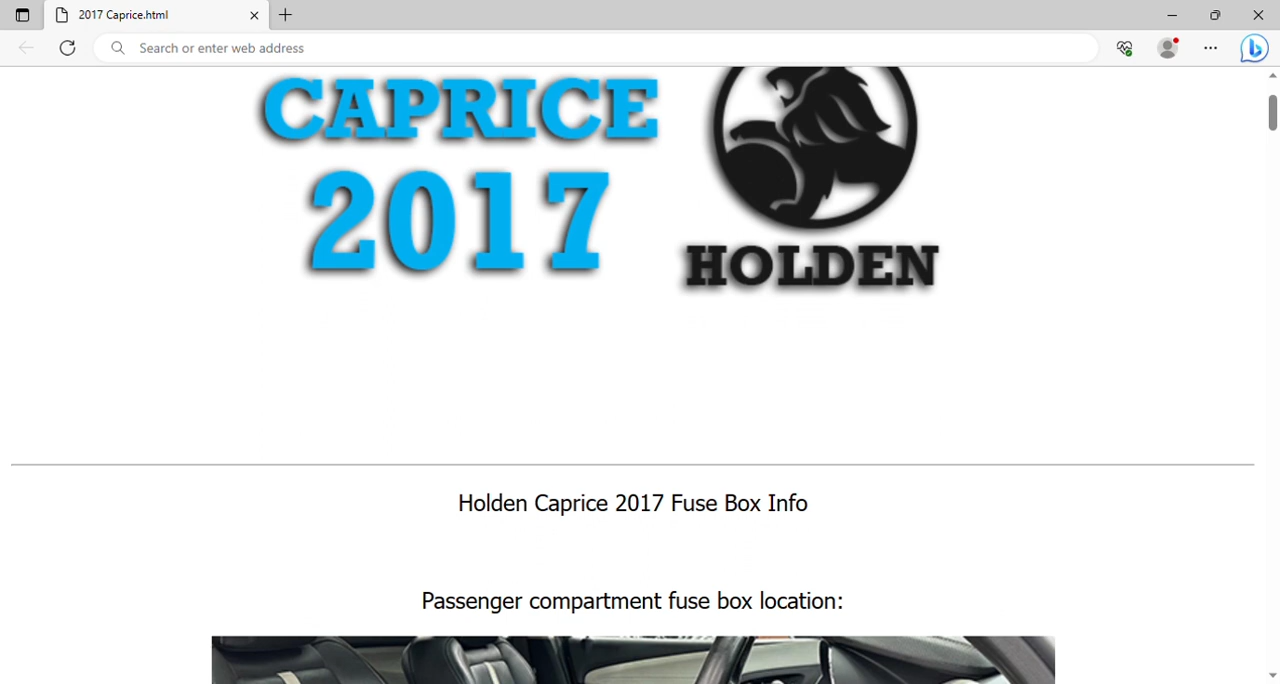 2017 Caprice.html
Search or enter web address
CAPRICE
2017
HOLDEN
Holden Caprice 2017 Fuse Box Info
Passenger compartment fuse box location: